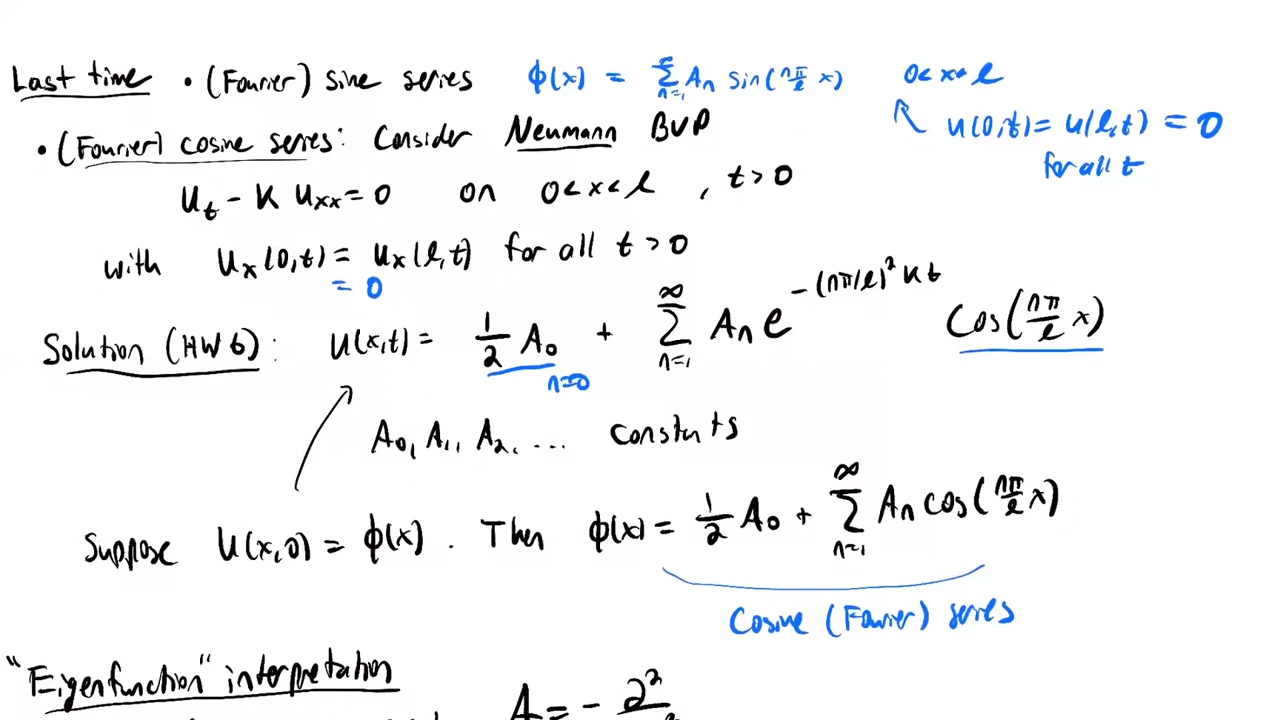 Last time • (Fourier) sine series ϕ(x) = ∑_{n=1}^{∞} A_n sin(nπ/l x) 0<x<l
↖ u(0,t) = u(l,t) = 0
for all t
• (Fourier) cosine series: Consider Neumann BVP
u_t - k u_xx = 0 on 0<x<l, t>0
with u_x(0,t) = u_x(l,t) for all t>0
= 0
Solution (HW 6): u(x,t) = 1/2 A_0 + ∑_{n=1}^{∞} A_n e^{-(nπ/l)^2 kt} cos(nπ/l x)
n=0
A_0, A_1, A_2, ... constants
Suppose u(x,0) = ϕ(x). Then ϕ(x) = 1/2 A_0 + ∑_{n=1}^{∞} A_n cos(nπ/l x)
Cosine (Fourier) series
"Eigenfunction" interpretation
A = - ∂^2